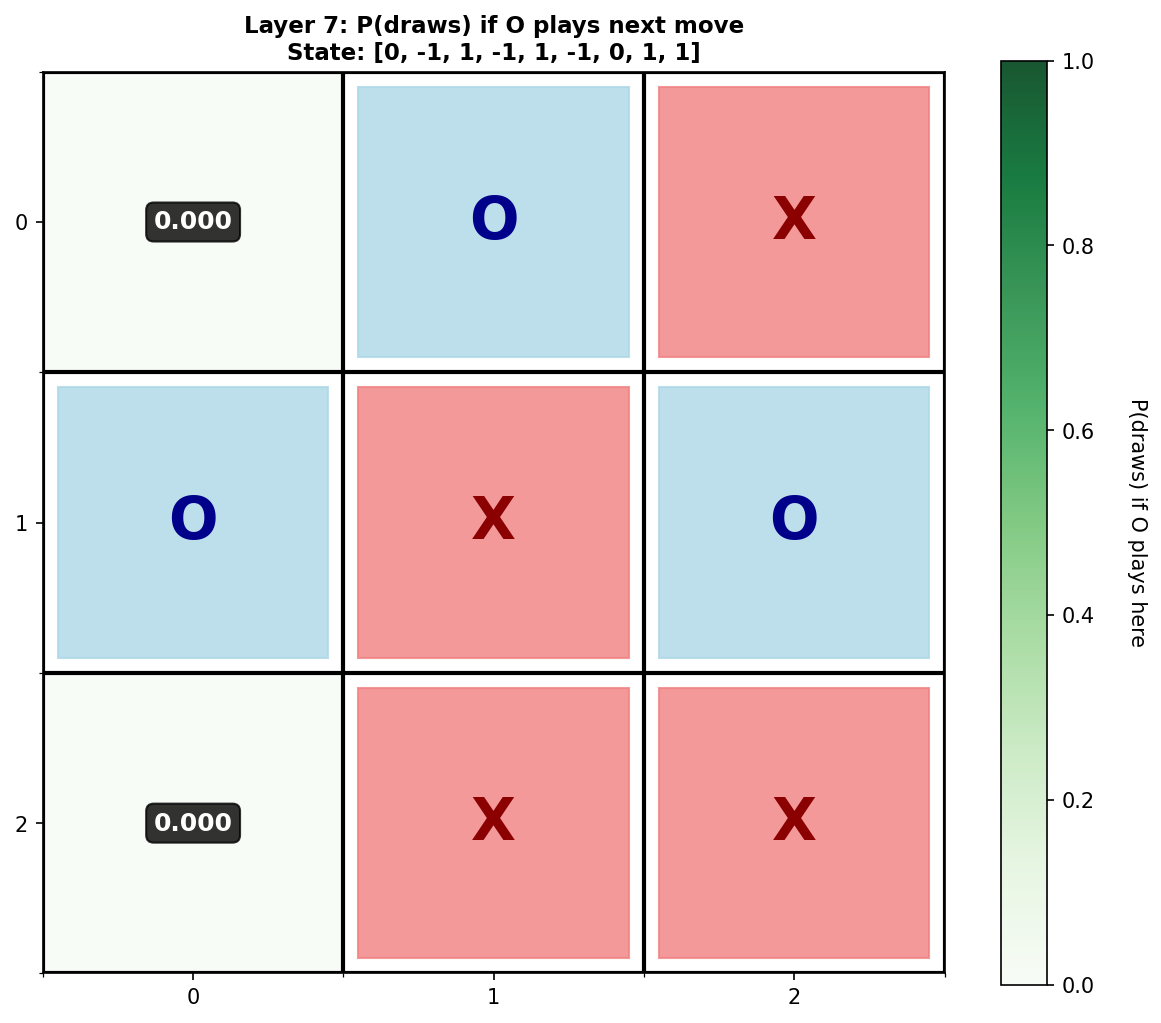 Layer 7: P(draws) if O plays next move
State: [0, -1, 1, -1, 1, -1, 0, 1, 1]
0
0.000
O
X
1
O
X
O
2
0.000
X
X
0
1
2
1.0
0.8
0.6
0.4
0.2
0.0
P(draws) if O plays here